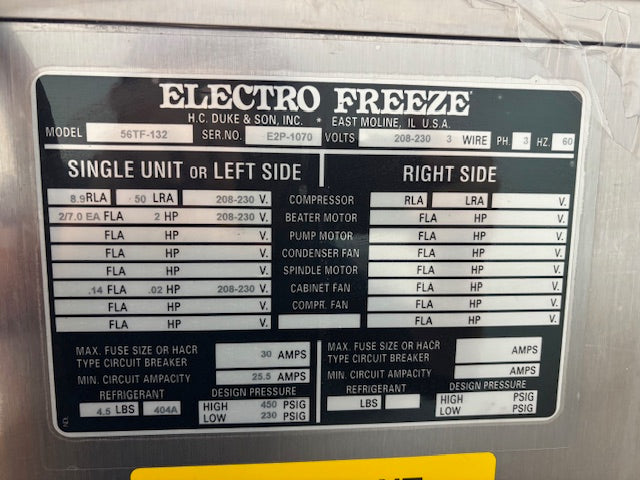 ELECTRO FREEZE
H.C. DUKE & SON, INC. * EAST MOLINE, IL U.S.A.
MODEL 56TF-132 SER.NO. E2P-1070 VOLTS 208-230 3 WIRE PH. 3 HZ. 60
SINGLE UNIT OR LEFT SIDE RIGHT SIDE
8.9 RLA 50 LRA 208-230 V. COMPRESSOR RLA LRA V.
2/7.0 EA FLA 2 HP 208-230 V. BEATER MOTOR FLA HP V.
FLA HP V. PUMP MOTOR FLA HP V.
FLA HP V. CONDENSER FAN FLA HP V.
FLA HP V. SPINDLE MOTOR FLA HP V.
.14 FLA .02 HP 208-230 V. CABINET FAN FLA HP V.
FLA HP V. COMPR. FAN FLA HP V.
FLA HP V. FLA HP V.
MAX. FUSE SIZE OR HACR
TYPE CIRCUIT BREAKER 30 AMPS
MIN. CIRCUIT AMPACITY 25.5 AMPS
REFRIGERANT DESIGN PRESSURE
4.5 LBS 404A HIGH 450 PSIG
LOW 230 PSIG
MAX. FUSE SIZE OR HACR
TYPE CIRCUIT BREAKER AMPS
MIN. CIRCUIT AMPACITY AMPS
REFRIGERANT DESIGN PRESSURE
LBS HIGH PSIG
LOW PSIG